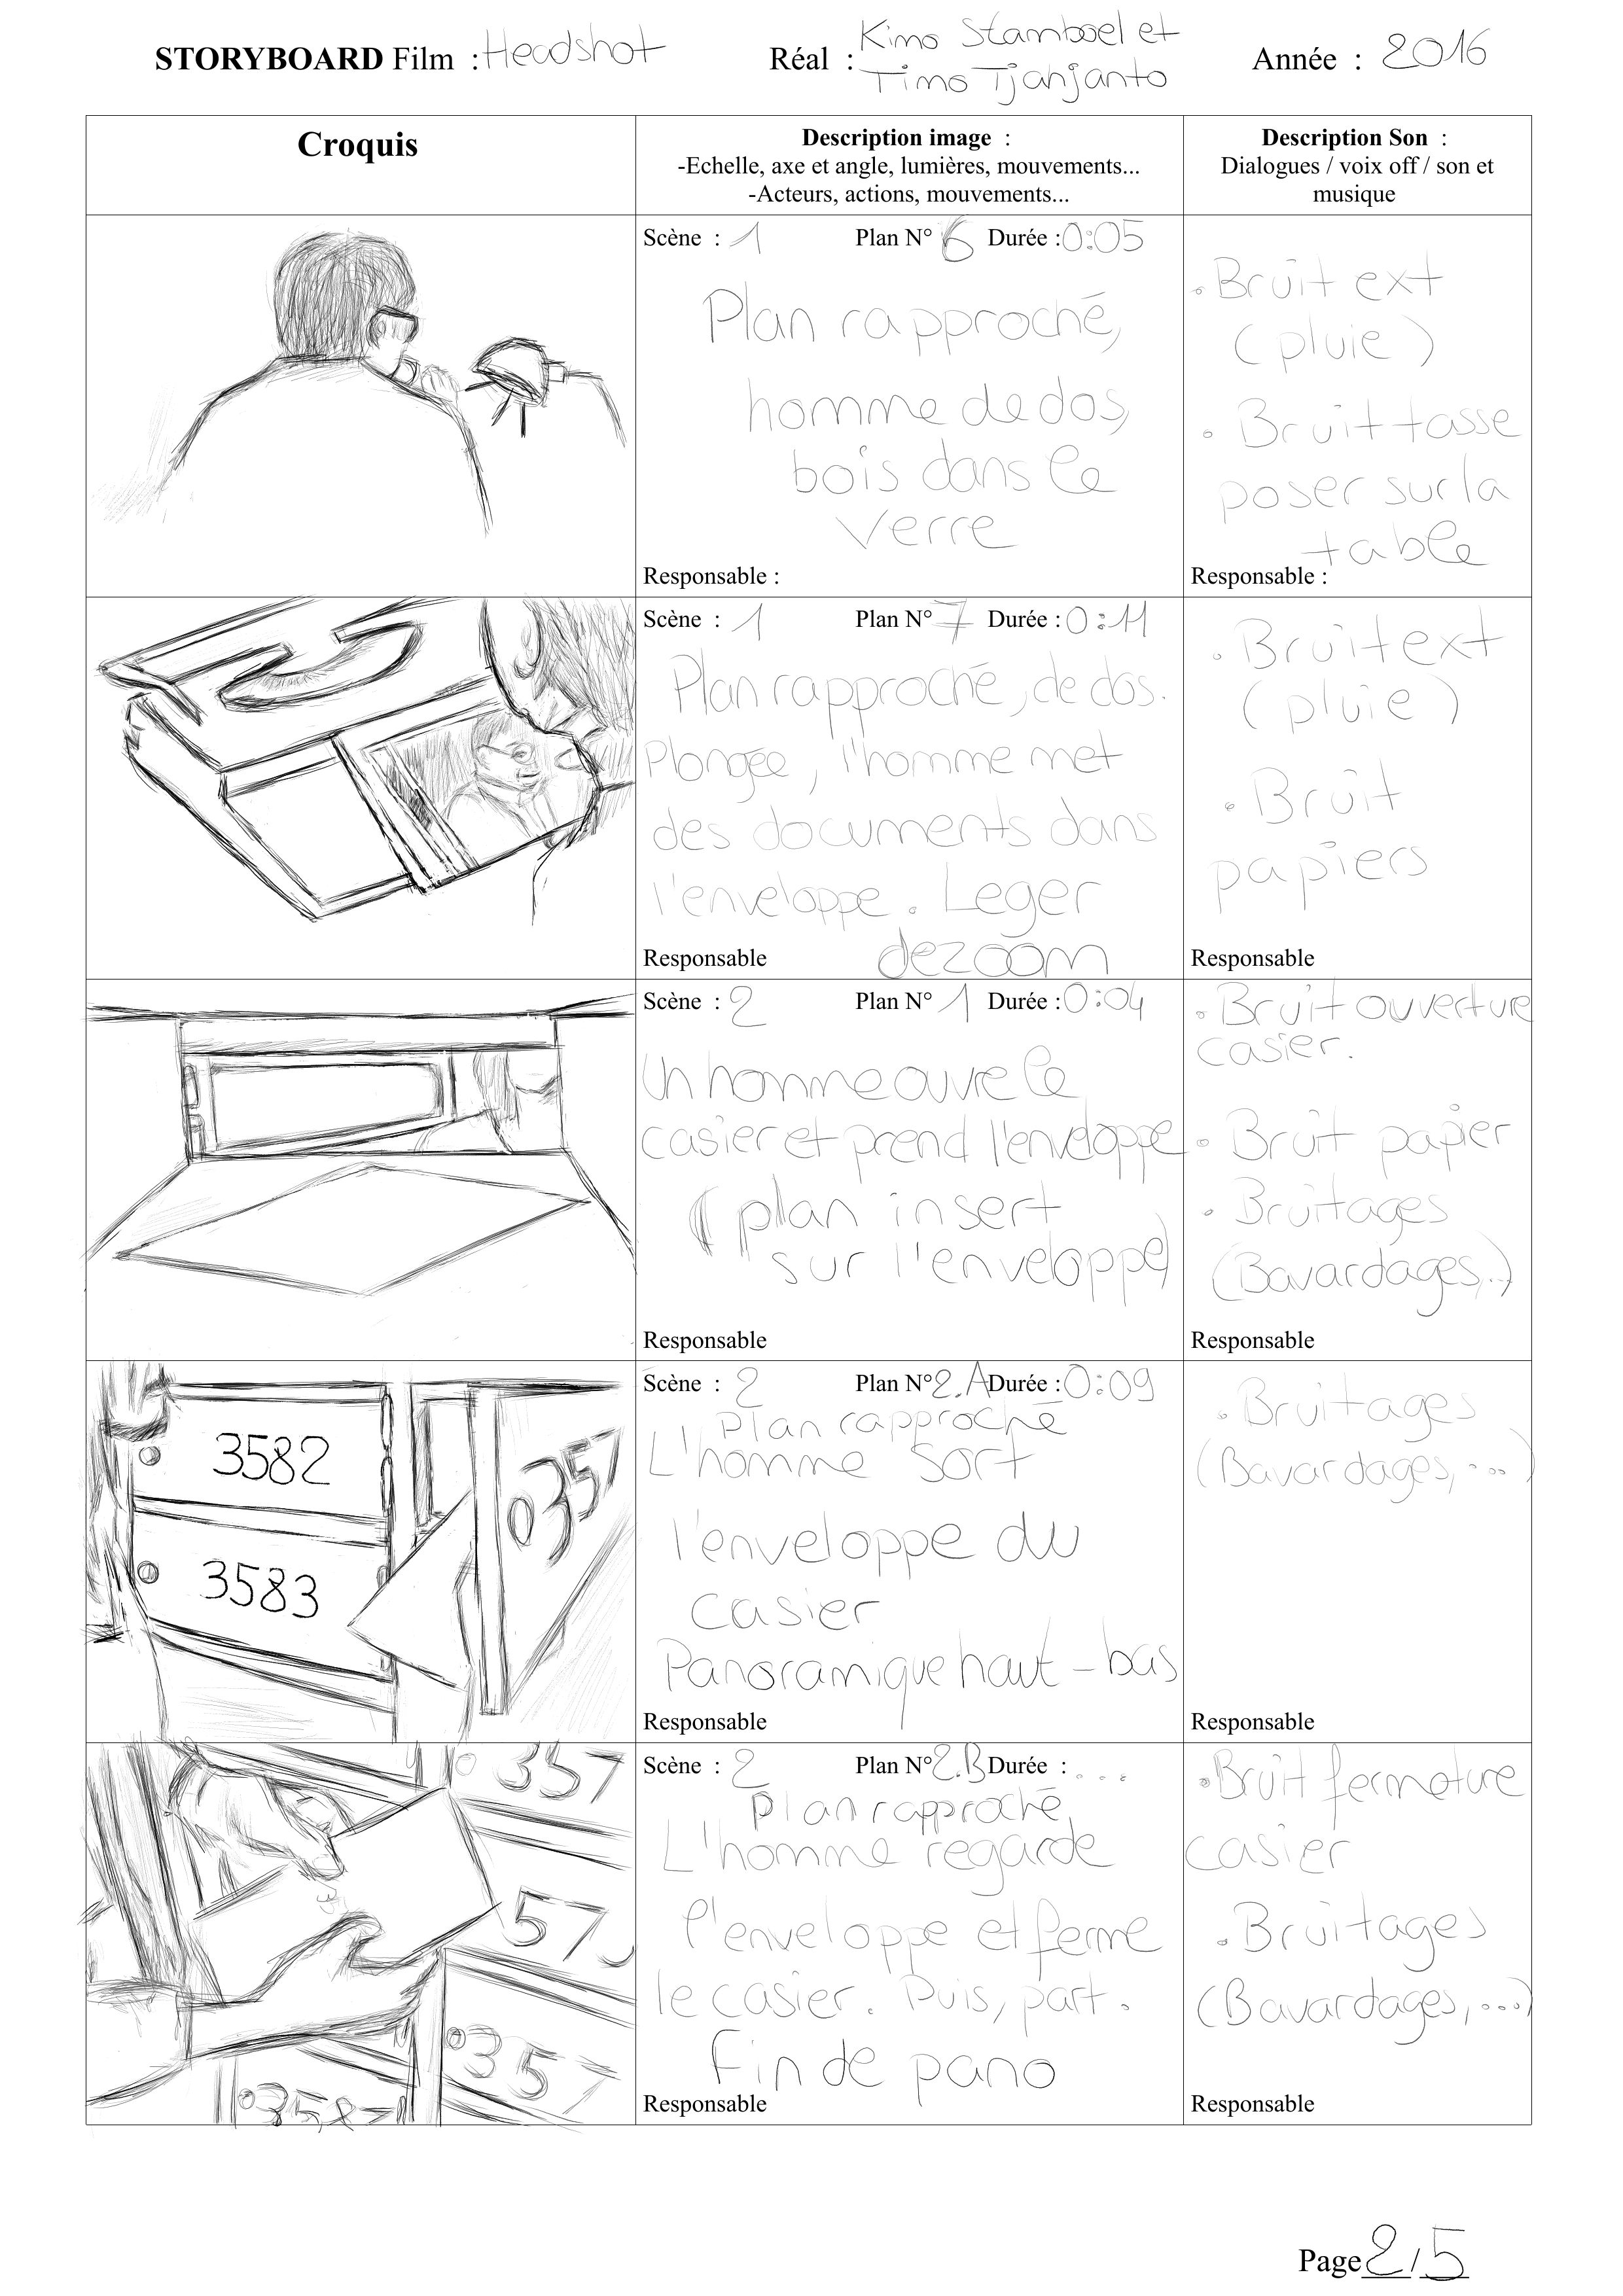 STORYBOARD Film : Headshot
Réal : Kimo Stamboel et
Timo Tjahjanto
Année : 2016
Croquis
Description image :
-Echelle, axe et angle, lumières, mouvements...
-Acteurs, actions, mouvements...
Description Son :
Dialogues / voix off / son et
musique
Scène : 1 Plan N° 6 Durée : 0:05
Plan rapproché,
homme de dos,
bois dans le
verre
Responsable :
• Bruit ext
(pluie)
• Bruit tasse
poser sur la
table
Responsable :
Scène : 1 Plan N° 7 Durée : 0:11
Plan rapproché, de dos.
Plongée, l'homme met
des documents dans
l'enveloppe. Leger
dezoom
Responsable
• Bruit ext
(pluie)
• Bruit
papiers
Responsable
Scène : 2 Plan N° 1 Durée : 0:04
Un homme ouvre le
casier et prend l'enveloppe
(plan insert
sur l'enveloppe)
Responsable
• Bruit ouverture
casier.
• Bruit papier
• Bruitages
(Bavardages,..)
Responsable
3582
3583
0357
Scène : 2 Plan N° 2.A Durée : 0:09
Plan rapproché
L'homme sort
l'enveloppe du
casier
Panoramique haut-bas
Responsable
• Bruitages
(Bavardages, ...)
Responsable
357
57
357
Scène : 2 Plan N° 2.B Durée : ...
Plan rapproché
L'homme regarde
l'enveloppe et ferme
le casier. Puis, part.
Fin de pano
Responsable
• Bruit fermeture
casier
• Bruitages
(Bavardages, ...)
Responsable
Page 2/5